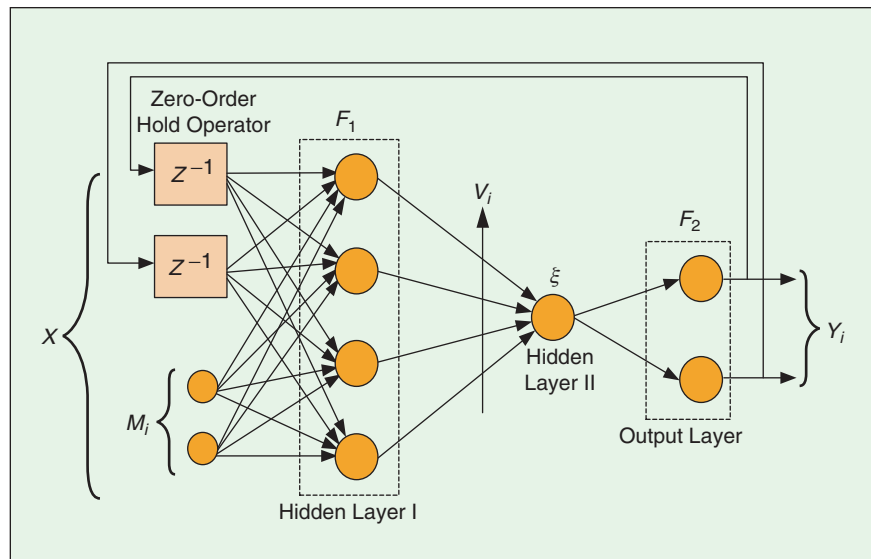 Zero-Order
Hold Operator
F₁
Z⁻¹
Vᵢ
F₂
Z⁻¹
ξ
X
Yᵢ
Hidden
Layer II
Mᵢ
Output Layer
Hidden Layer I